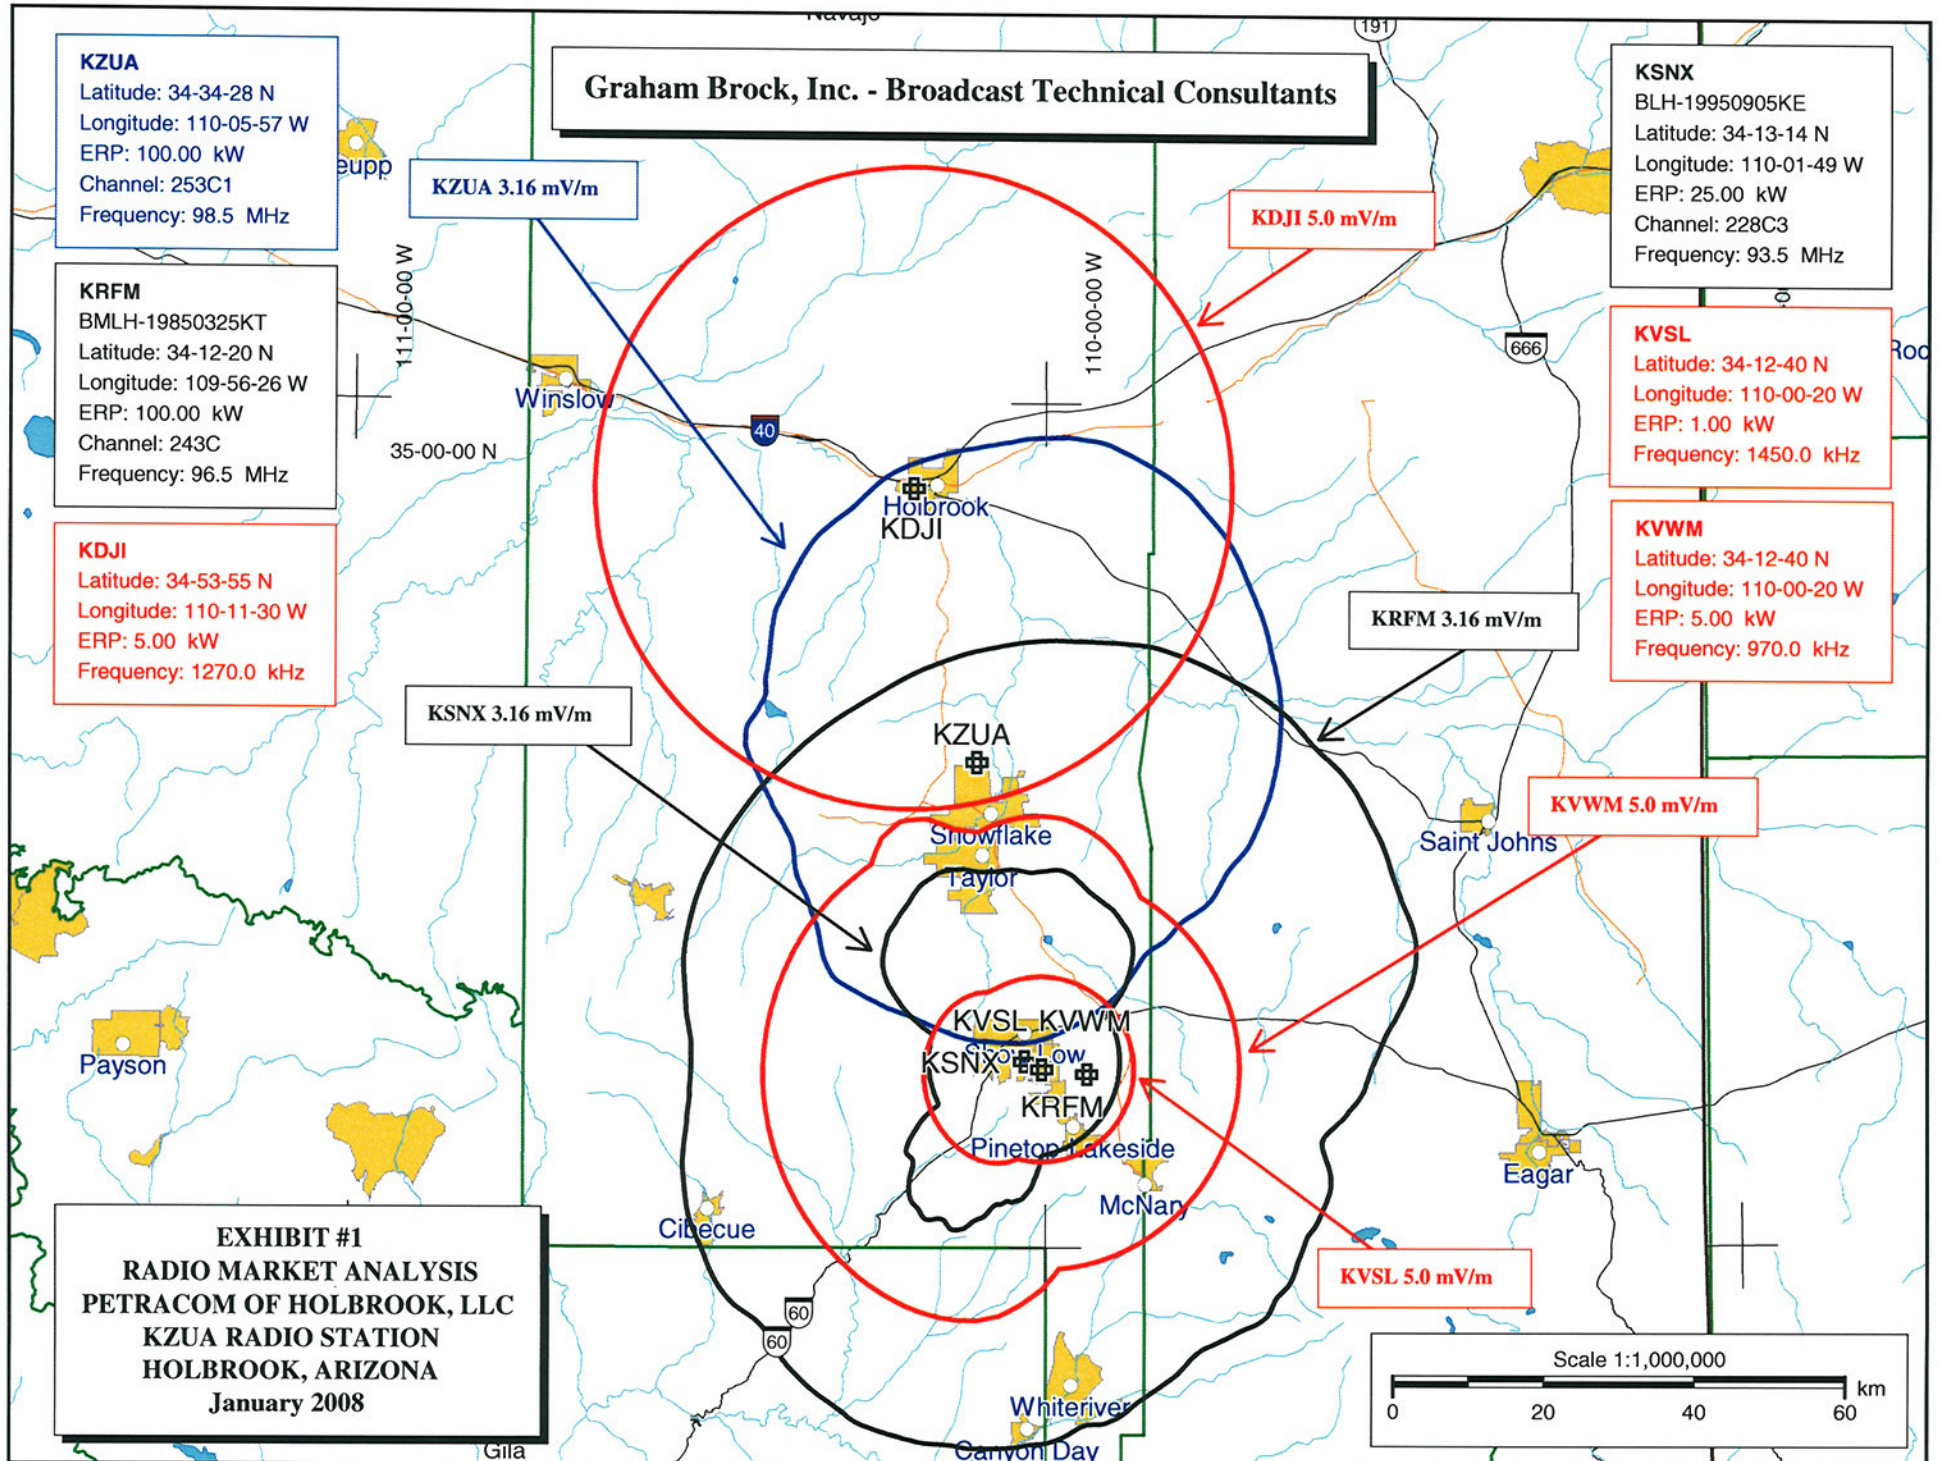 Navajo
191
KZUA
Latitude: 34-34-28 N
Longitude: 110-05-57 W
ERP: 100.00 kW
Channel: 253C1
Frequency: 98.5 MHz
Graham Brock, Inc. - Broadcast Technical Consultants
KSNX
BLH-19950905KE
Latitude: 34-13-14 N
Longitude: 110-01-49 W
ERP: 25.00 kW
Channel: 228C3
Frequency: 93.5 MHz
eupp
KZUA 3.16 mV/m
KDJI 5.0 mV/m
KRFM
BMLH-19850325KT
Latitude: 34-12-20 N
Longitude: 109-56-26 W
ERP: 100.00 kW
Channel: 243C
Frequency: 96.5 MHz
111-00-00 W
110-00-00 W
35-00-00 N
Winslow
40
666
KVSL
Latitude: 34-12-40 N
Longitude: 110-00-20 W
ERP: 1.00 kW
Frequency: 1450.0 kHz
Roc
Holbrook
KDJI
KDJI
Latitude: 34-53-55 N
Longitude: 110-11-30 W
ERP: 5.00 kW
Frequency: 1270.0 kHz
KVWM
Latitude: 34-12-40 N
Longitude: 110-00-20 W
ERP: 5.00 kW
Frequency: 970.0 kHz
KRFM 3.16 mV/m
KSNX 3.16 mV/m
KZUA
KVWM 5.0 mV/m
Snowflake
Saint Johns
Taylor
KVSL KVWM
Show Low
KSNX
KRFM
Payson
Pinetop-Lakeside
Eagar
McNary
Cibecue
KVSL 5.0 mV/m
60
60
EXHIBIT #1
RADIO MARKET ANALYSIS
PETRACOM OF HOLBROOK, LLC
KZUA RADIO STATION
HOLBROOK, ARIZONA
January 2008
Scale 1:1,000,000
km
0 20 40 60
Whiteriver
Canyon Day
Gila